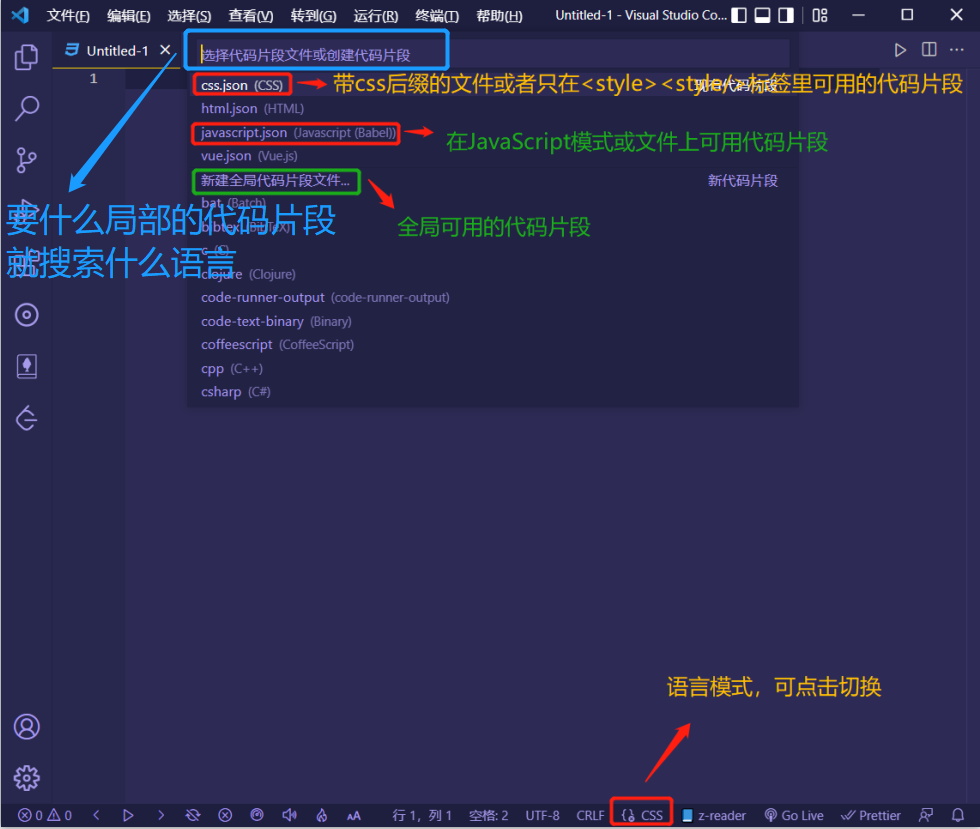 文件(F) 编辑(E) 选择(S) 查看(V) 转到(G) 运行(R) 终端(T) 帮助(H) Untitled-1 - Visual Studio Co...
Untitled-1
选择代码片段文件或创建代码片段
1
css.json (CSS) 现有代码片段
带css后缀的文件或者只在<style><style/>标签里可用的代码片段
html.json (HTML)
javascript.json (Javascript (Babel))
在JavaScript模式或文件上可用代码片段
vue.json (Vue.js)
新建全局代码片段文件... 新代码片段
bat (Batch)
要什么局部的代码片段
全局可用的代码片段
bibtex (BibTeX)
c (C)
就搜索什么语言
clojure (Clojure)
code-runner-output (code-runner-output)
code-text-binary (Binary)
coffeescript (CoffeeScript)
cpp (C++)
csharp (C#)
语言模式，可点击切换
0 0 AA 行 1，列 1 空格: 2 UTF-8 CRLF CSS z-reader Go Live Prettier